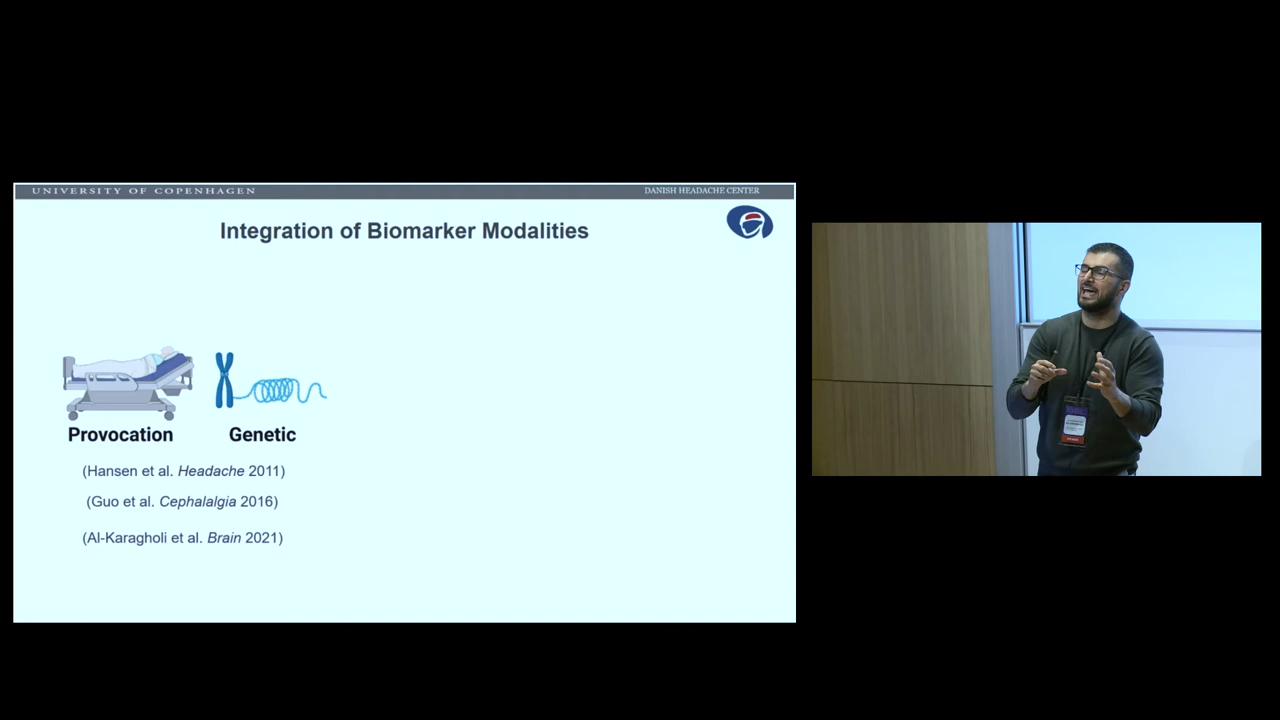 UNIVERSITY OF COPENHAGEN
DANISH HEADACHE CENTER
Integration of Biomarker Modalities
Provocation
Genetic
(Hansen et al. Headache 2011)
(Guo et al. Cephalalgia 2016)
(Al-Karagholi et al. Brain 2021)